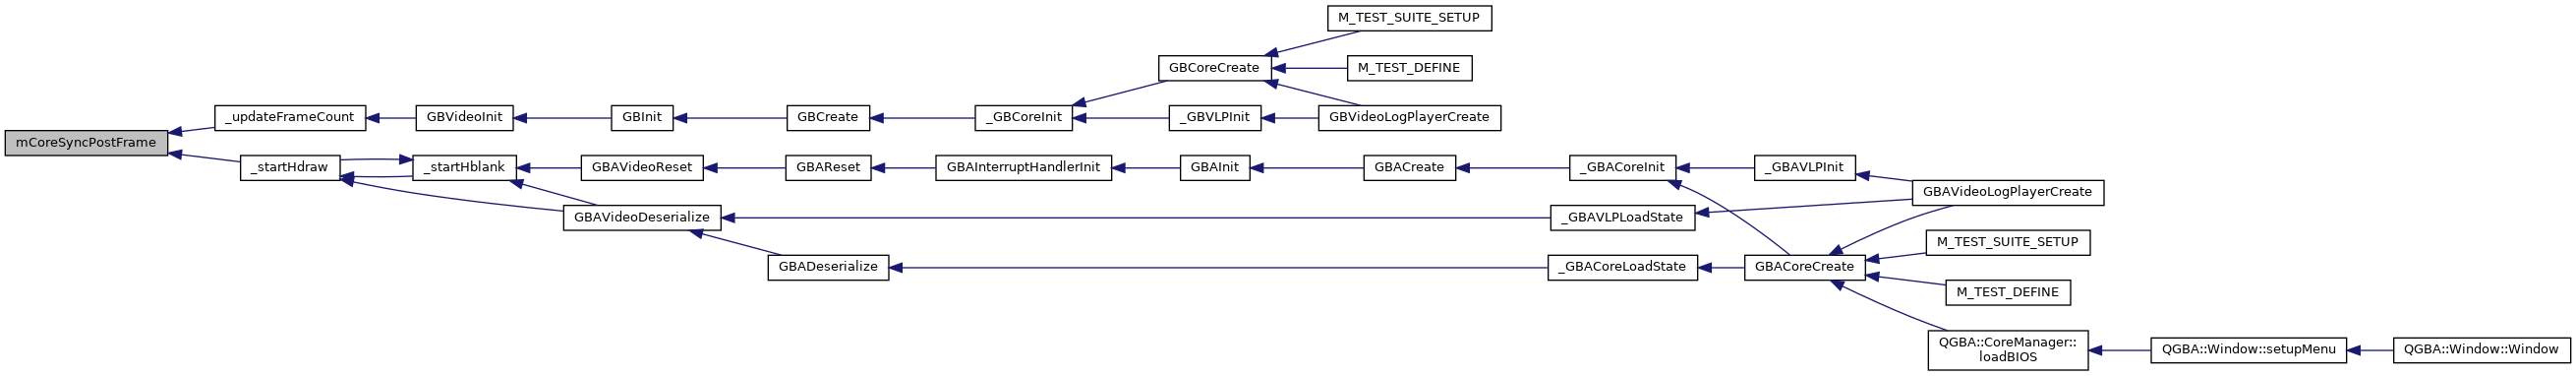 M_TEST_SUITE_SETUP
GBCoreCreate
M_TEST_DEFINE
_updateFrameCount
GBVideoInit
GBInit
GBCreate
_GBCoreInit
_GBVLPInit
GBVideoLogPlayerCreate
mCoreSyncPostFrame
_startHdraw
_startHblank
GBAVideoReset
GBAReset
GBAInterruptHandlerInit
GBAInit
GBACreate
_GBACoreInit
_GBAVLPInit
GBAVideoLogPlayerCreate
GBAVideoDeserialize
_GBAVLPLoadState
M_TEST_SUITE_SETUP
GBADeserialize
_GBACoreLoadState
GBACoreCreate
M_TEST_DEFINE
QGBA::CoreManager::
loadBIOS
QGBA::Window::setupMenu
QGBA::Window::Window